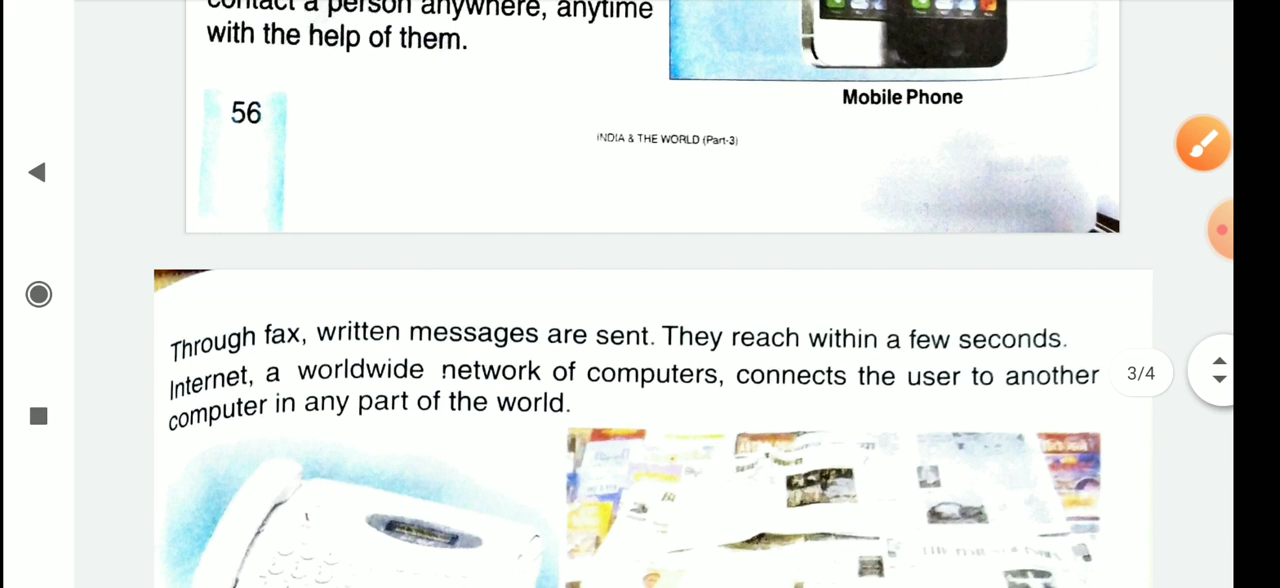 contact a person anywhere, anytime
with the help of them.
Mobile Phone
56
INDIA & THE WORLD (Part-3)
Through fax, written messages are sent. They reach within a few seconds.
Internet, a worldwide network of computers, connects the user to another
computer in any part of the world.
3/4